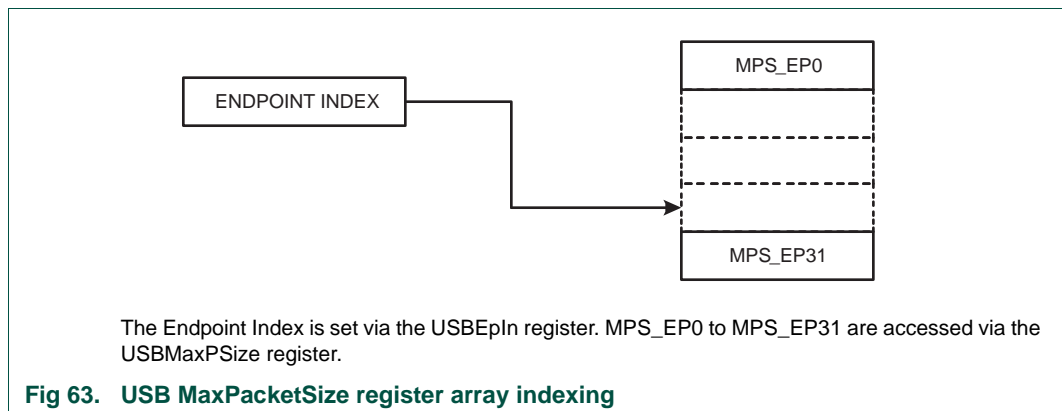 MPS_EP0
ENDPOINT INDEX
MPS_EP31
The Endpoint Index is set via the USBEpIn register. MPS_EP0 to MPS_EP31 are accessed via the
USBMaxPSize register.
Fig 63. USB MaxPacketSize register array indexing